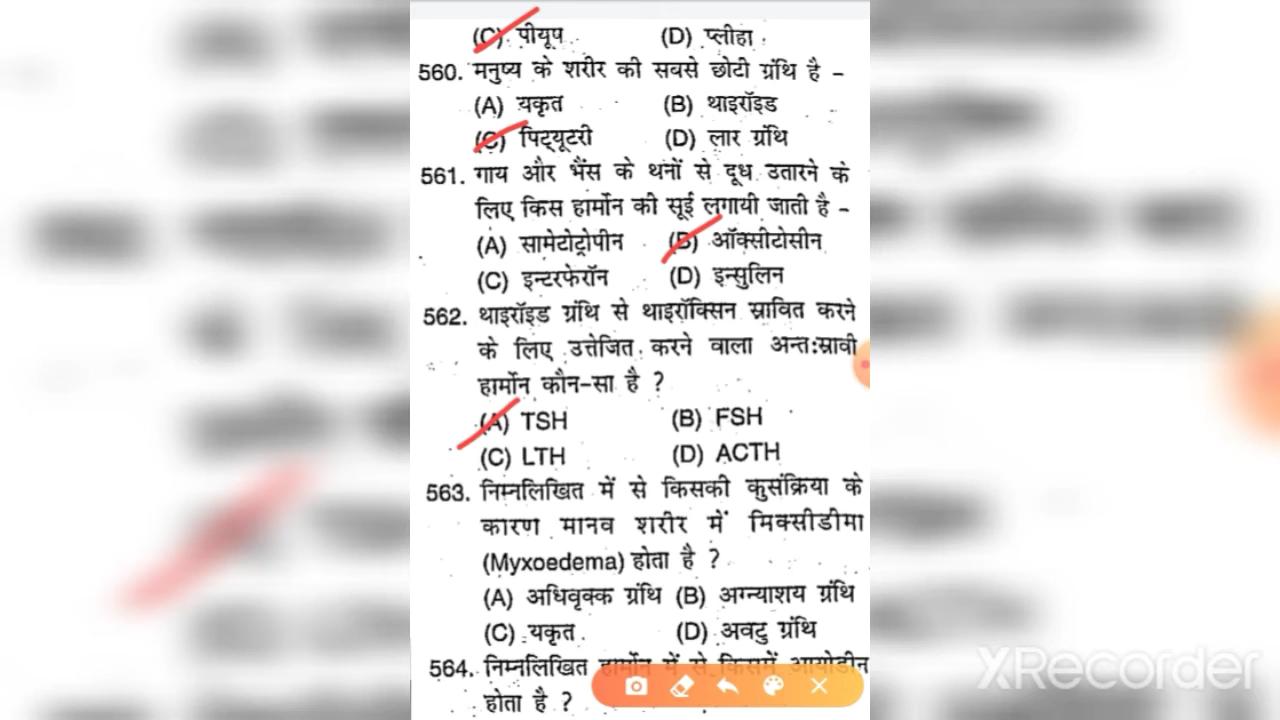 (C) पीयूष (D) प्लीहा
560. मनुष्य के शरीर की सबसे छोटी ग्रंथि है –
(A) यकृत (B) थाइरॉइड
(C) पिट्यूटरी (D) लार ग्रंथि
561. गाय और भैंस के थनों से दूध उतारने के
लिए किस हार्मोन की सूई लगायी जाती है –
(A) सामेटोट्रोपीन (B) ऑक्सीटोसीन
(C) इन्टरफेरॉन (D) इन्सुलिन
562. थाइरॉइड ग्रंथि से थाइरॉक्सिन स्रावित करने
के लिए उत्तेजित करने वाला अन्तःस्रावी
हार्मोन कौन-सा है ?
(A) TSH (B) FSH
(C) LTH (D) ACTH
563. निम्नलिखित में से किसकी कुसंक्रिया के
कारण मानव शरीर में मिक्सीडीमा
(Myxoedema) होता है ?
(A) अधिवृक्क ग्रंथि (B) अग्न्याशय ग्रंथि
(C) यकृत (D) अवटु ग्रंथि
564. निम्नलिखित हार्मोन में से किसमें आयोडीन
होता है ?
XRecorder